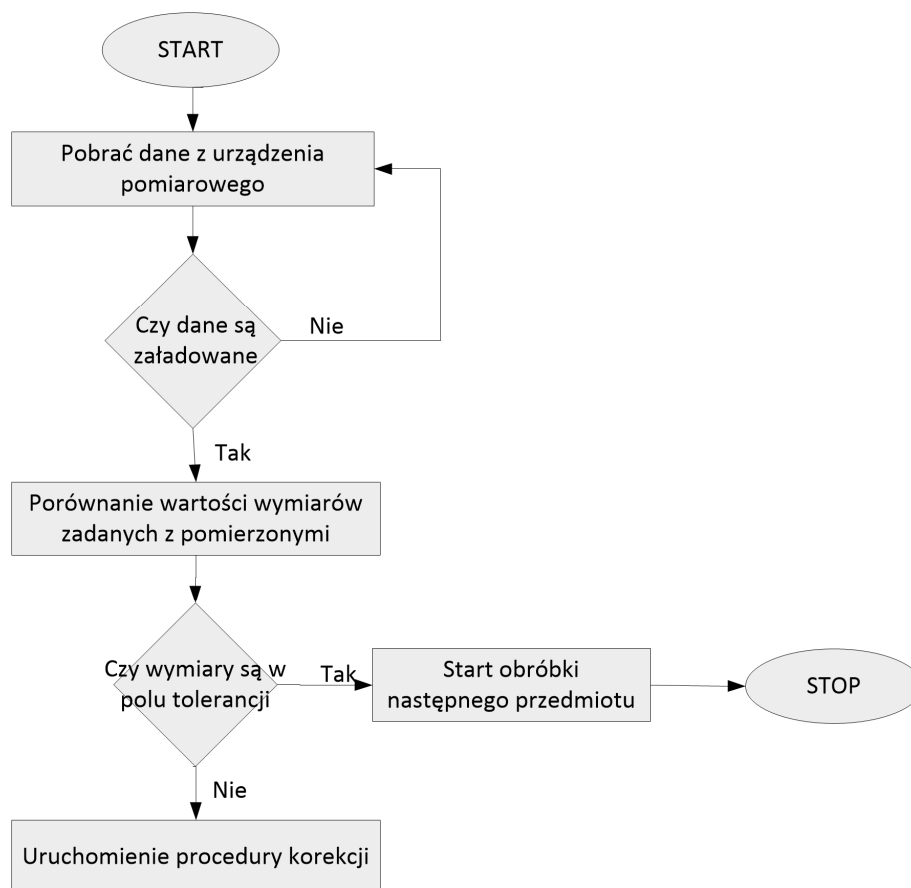 START
Pobrać dane z urządzenia
pomiarowego
Czy dane są
załadowane
Nie
Tak
Porównanie wartości wymiarów
zadanych z pomierzonymi
Czy wymiary są w
polu tolerancji
Tak
Start obróbki
następnego przedmiotu
STOP
Nie
Uruchomienie procedury korekcji